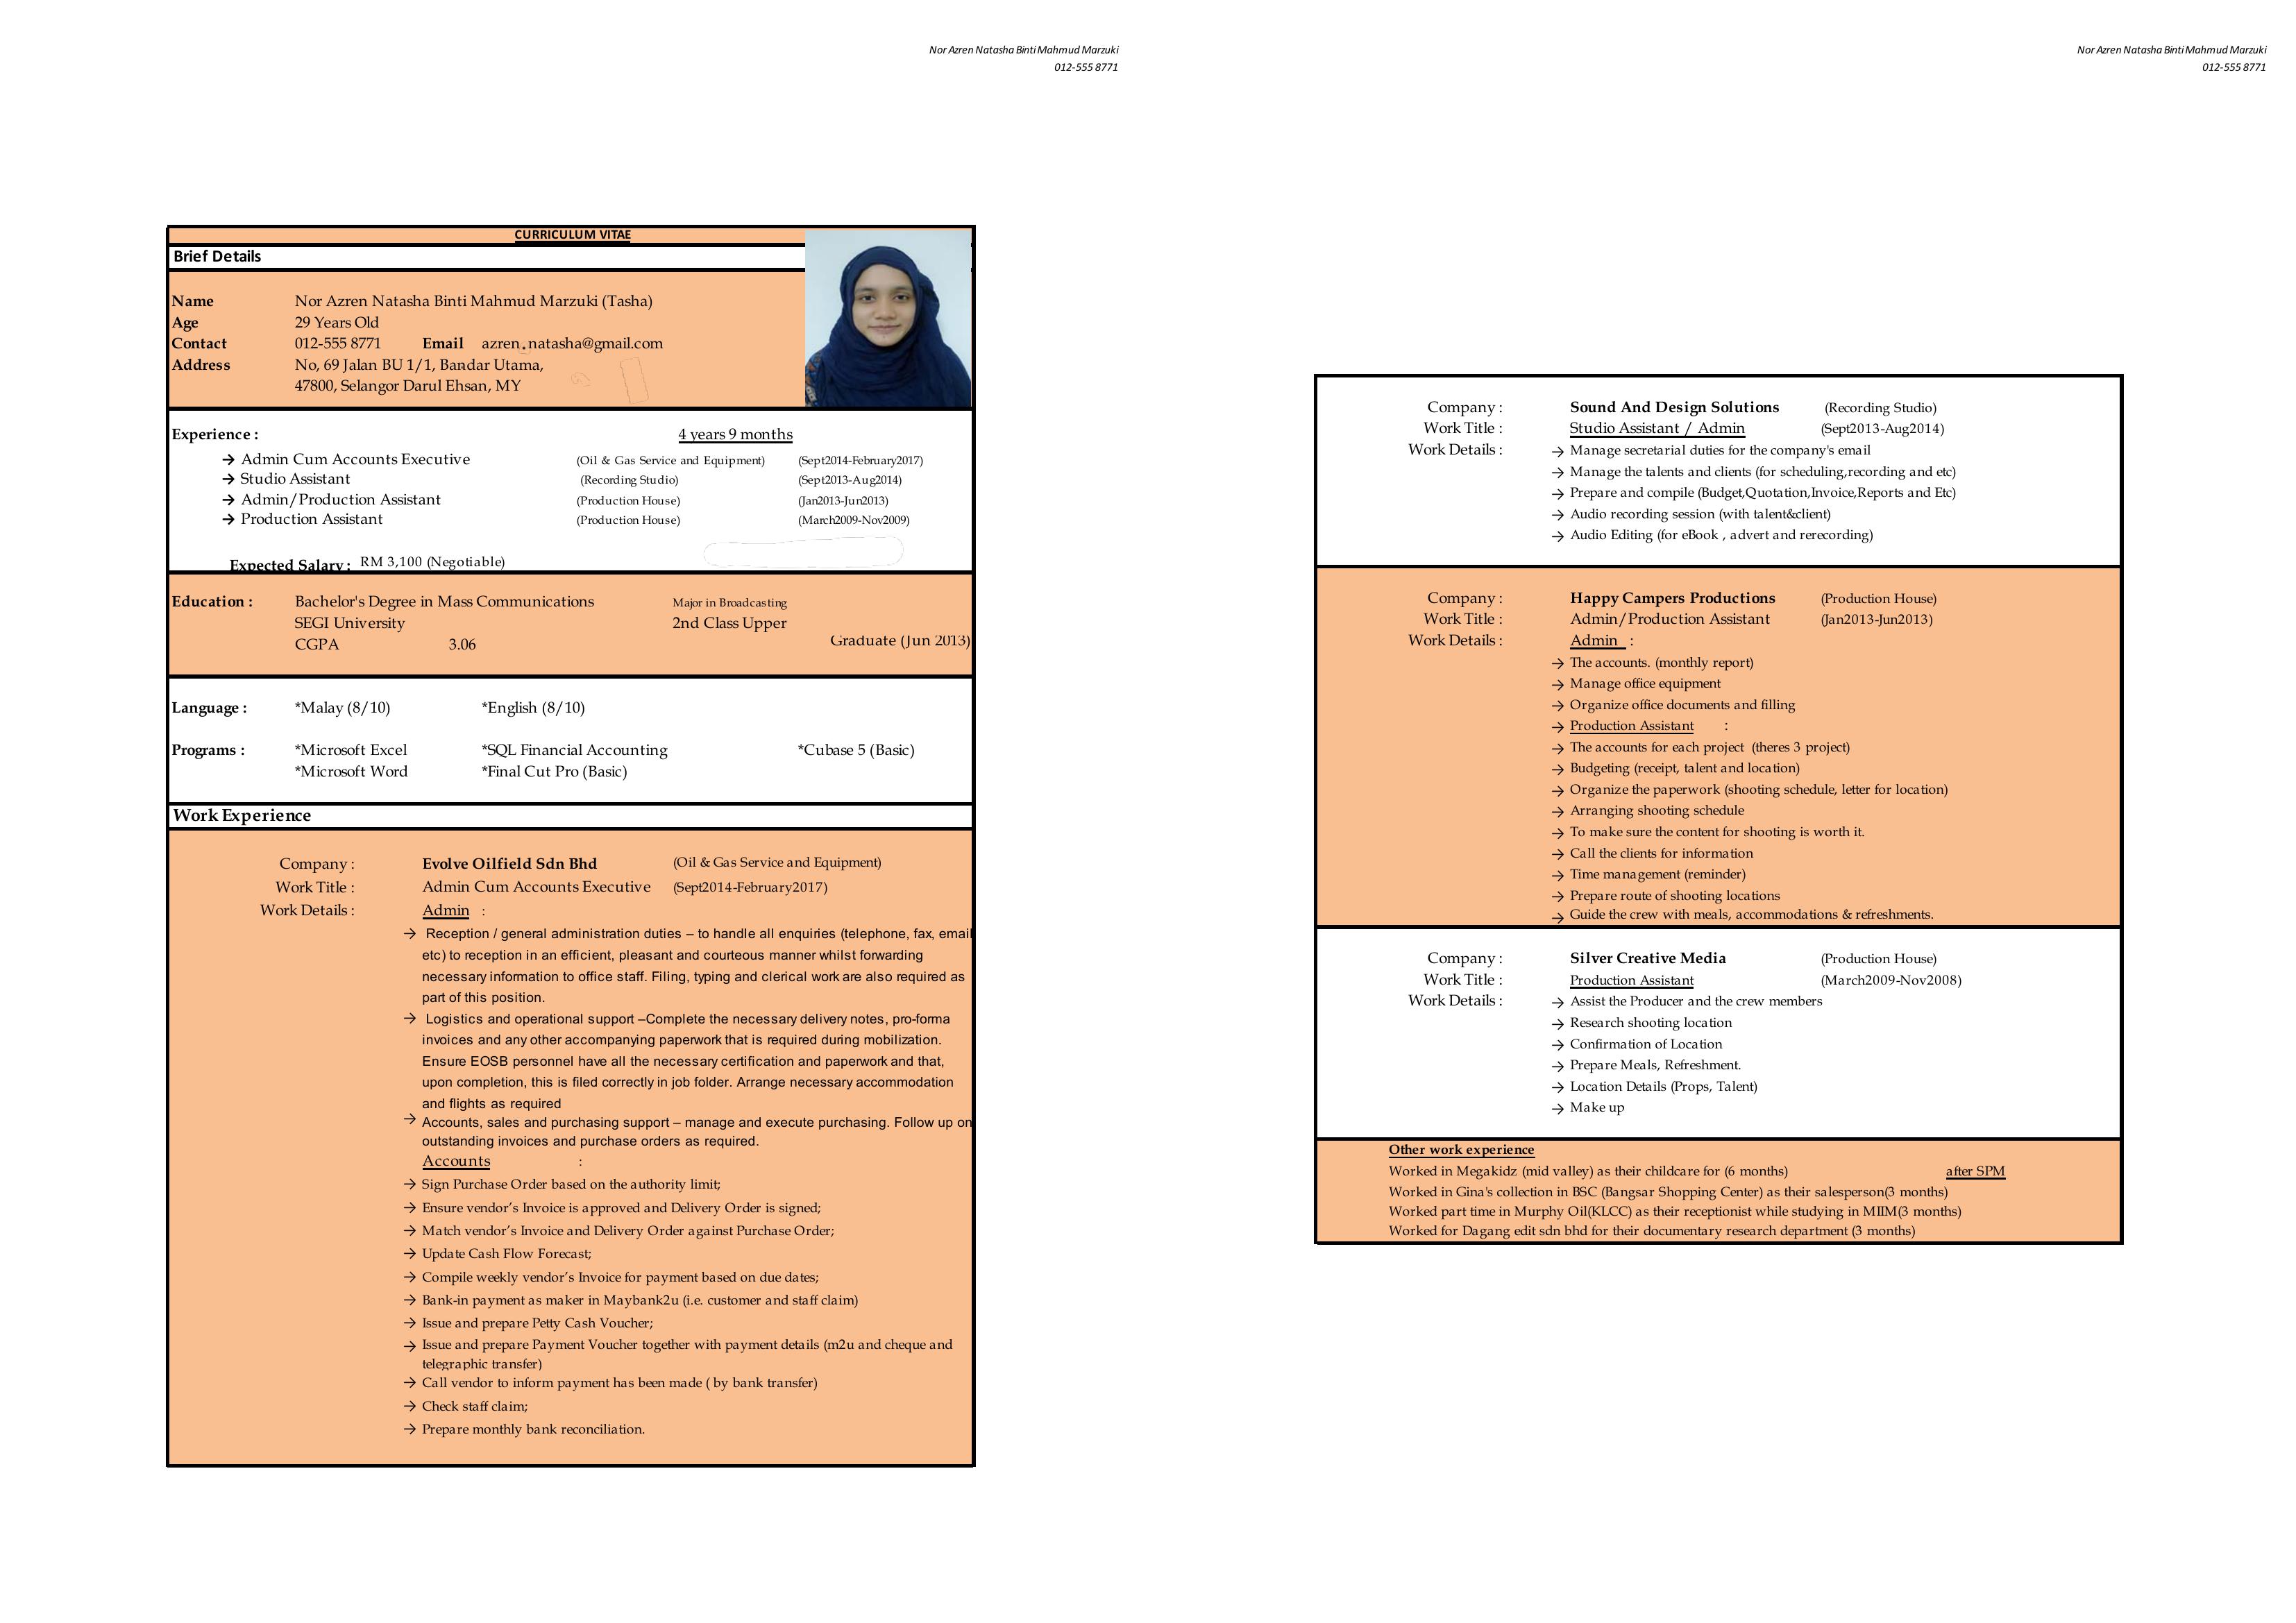 Nor Azren Natasha Binti Mahmud Marzuki
012-555 8771
CURRICULUM VITAE
Brief Details
Name Nor Azren Natasha Binti Mahmud Marzuki (Tasha)
Age 29 Years Old
Contact 012-555 8771 Email azren.natasha@gmail.com
Address No, 69 Jalan BU 1/1, Bandar Utama,
47800, Selangor Darul Ehsan, MY
Experience : 4 years 9 months
→ Admin Cum Accounts Executive (Oil & Gas Service and Equipment) (Sept2014-February2017)
→ Studio Assistant (Recording Studio) (Sept2013-Aug2014)
→ Admin/Production Assistant (Production House) (Jan2013-Jun2013)
→ Production Assistant (Production House) (March2009-Nov2009)
Expected Salary : RM 3,100 (Negotiable)
Education : Bachelor's Degree in Mass Communications Major in Broadcasting
SEGI University 2nd Class Upper
CGPA 3.06 Graduate (Jun 2013)
Language : *Malay (8/10) *English (8/10)
Programs : *Microsoft Excel *SQL Financial Accounting *Cubase 5 (Basic)
*Microsoft Word *Final Cut Pro (Basic)
Work Experience
Company : Evolve Oilfield Sdn Bhd (Oil & Gas Service and Equipment)
Work Title : Admin Cum Accounts Executive (Sept2014-February2017)
Work Details : Admin :
→ Reception / general administration duties – to handle all enquiries (telephone, fax, email
etc) to reception in an efficient, pleasant and courteous manner whilst forwarding
necessary information to office staff. Filing, typing and clerical work are also required as
part of this position.
→ Logistics and operational support –Complete the necessary delivery notes, pro-forma
invoices and any other accompanying paperwork that is required during mobilization.
Ensure EOSB personnel have all the necessary certification and paperwork and that,
upon completion, this is filed correctly in job folder. Arrange necessary accommodation
and flights as required
→ Accounts, sales and purchasing support – manage and execute purchasing. Follow up on
outstanding invoices and purchase orders as required.
Accounts :
→ Sign Purchase Order based on the authority limit;
→ Ensure vendor’s Invoice is approved and Delivery Order is signed;
→ Match vendor’s Invoice and Delivery Order against Purchase Order;
→ Update Cash Flow Forecast;
→ Compile weekly vendor’s Invoice for payment based on due dates;
→ Bank-in payment as maker in Maybank2u (i.e. customer and staff claim)
→ Issue and prepare Petty Cash Voucher;
→ Issue and prepare Payment Voucher together with payment details (m2u and cheque and
telegraphic transfer)
→ Call vendor to inform payment has been made ( by bank transfer)
→ Check staff claim;
→ Prepare monthly bank reconciliation.
Nor Azren Natasha Binti Mahmud Marzuki
012-555 8771
Company : Sound And Design Solutions (Recording Studio)
Work Title : Studio Assistant / Admin (Sept2013-Aug2014)
Work Details : → Manage secretarial duties for the company's email
→ Manage the talents and clients (for scheduling,recording and etc)
→ Prepare and compile (Budget,Quotation,Invoice,Reports and Etc)
→ Audio recording session (with talent&client)
→ Audio Editing (for eBook , advert and rerecording)
Company : Happy Campers Productions (Production House)
Work Title : Admin/Production Assistant (Jan2013-Jun2013)
Work Details : Admin :
→ The accounts. (monthly report)
→ Manage office equipment
→ Organize office documents and filling
→ Production Assistant :
→ The accounts for each project (theres 3 project)
→ Budgeting (receipt, talent and location)
→ Organize the paperwork (shooting schedule, letter for location)
→ Arranging shooting schedule
→ To make sure the content for shooting is worth it.
→ Call the clients for information
→ Time management (reminder)
→ Prepare route of shooting locations
→ Guide the crew with meals, accommodations & refreshments.
Company : Silver Creative Media (Production House)
Work Title : Production Assistant (March2009-Nov2008)
Work Details : → Assist the Producer and the crew members
→ Research shooting location
→ Confirmation of Location
→ Prepare Meals, Refreshment.
→ Location Details (Props, Talent)
→ Make up
Other work experience
Worked in Megakidz (mid valley) as their childcare for (6 months) after SPM
Worked in Gina's collection in BSC (Bangsar Shopping Center) as their salesperson(3 months)
Worked part time in Murphy Oil(KLCC) as their receptionist while studying in MIIM(3 months)
Worked for Dagang edit sdn bhd for their documentary research department (3 months)